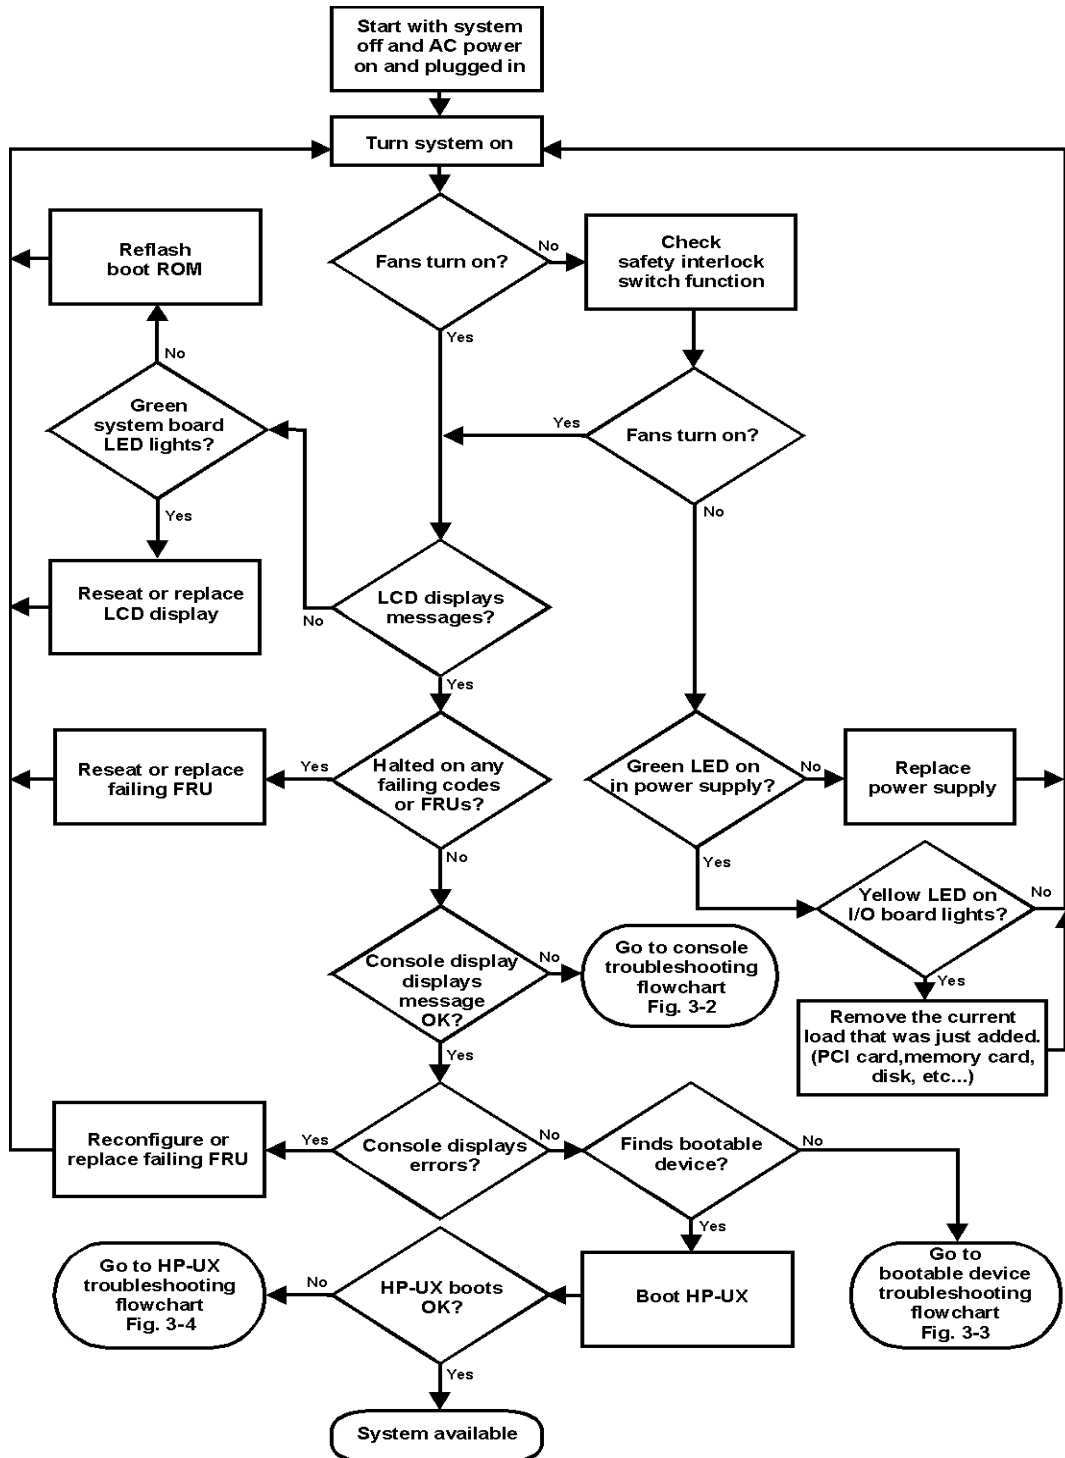 Start with system
off and AC power
on and plugged in
Turn system on
Reflash
boot ROM
Fans turn on?
No
Check
safety interlock
switch function
Yes
No
Green
system board
LED lights?
Yes
Fans turn on?
Yes
No
Reseat or replace
LCD display
LCD displays
messages?
No
Yes
Reseat or replace
failing FRU
Yes
Halted on any
failing codes
or FRUs?
Green LED on
in power supply?
No
Replace
power supply
No
Yes
Yellow LED on
I/O board lights?
No
Console display
displays
message
OK?
No
Go to console
troubleshooting
flowchart
Fig. 3-2
Yes
Remove the current
load that was just added.
(PCI card,memory card,
disk, etc...)
Yes
Reconfigure or
replace failing FRU
Yes
Console displays
errors?
No
Finds bootable
device?
No
Yes
Go to HP-UX
troubleshooting
flowchart
Fig. 3-4
No
HP-UX boots
OK?
Boot HP-UX
Go to
bootable device
troubleshooting
flowchart
Fig. 3-3
Yes
System available